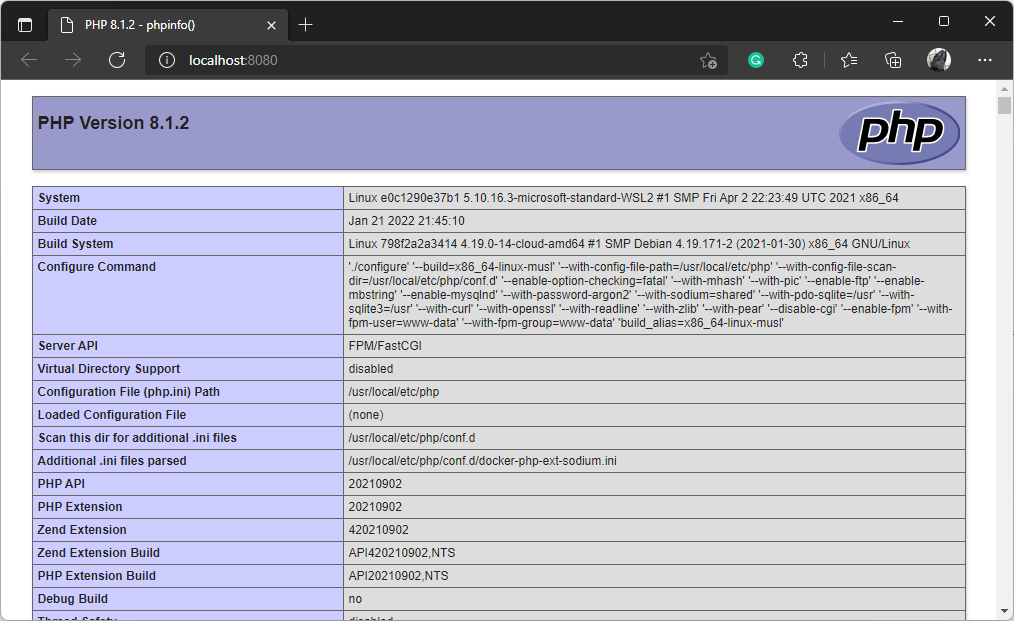 PHP 8.1.2 - phpinfo()
localhost:8080
PHP Version 8.1.2
php
System
Linux e0c1290e37b1 5.10.16.3-microsoft-standard-WSL2 #1 SMP Fri Apr 2 22:23:49 UTC 2021 x86_64
Build Date
Jan 21 2022 21:45:10
Build System
Linux 798f2a2a3414 4.19.0-14-cloud-amd64 #1 SMP Debian 4.19.171-2 (2021-01-30) x86_64 GNU/Linux
Configure Command
'./configure' '--build=x86_64-linux-musl' '--with-config-file-path=/usr/local/etc/php' '--with-config-file-scan-
dir=/usr/local/etc/php/conf.d' '--enable-option-checking=fatal' '--with-mhash' '--with-pic' '--enable-ftp' '--enable-
mbstring' '--enable-mysqlnd' '--with-password-argon2' '--with-sodium=shared' '--with-pdo-sqlite=/usr' '--with-
sqlite3=/usr' '--with-curl' '--with-openssl' '--with-readline' '--with-zlib' '--with-pear' '--disable-cgi' '--enable-fpm' '--with-
fpm-user=www-data' '--with-fpm-group=www-data' 'build_alias=x86_64-linux-musl'
Server API
FPM/FastCGI
Virtual Directory Support
disabled
Configuration File (php.ini) Path
/usr/local/etc/php
Loaded Configuration File
(none)
Scan this dir for additional .ini files
/usr/local/etc/php/conf.d
Additional .ini files parsed
/usr/local/etc/php/conf.d/docker-php-ext-sodium.ini
PHP API
20210902
PHP Extension
20210902
Zend Extension
420210902
Zend Extension Build
API420210902,NTS
PHP Extension Build
API20210902,NTS
Debug Build
no
Thread Safety
disabled